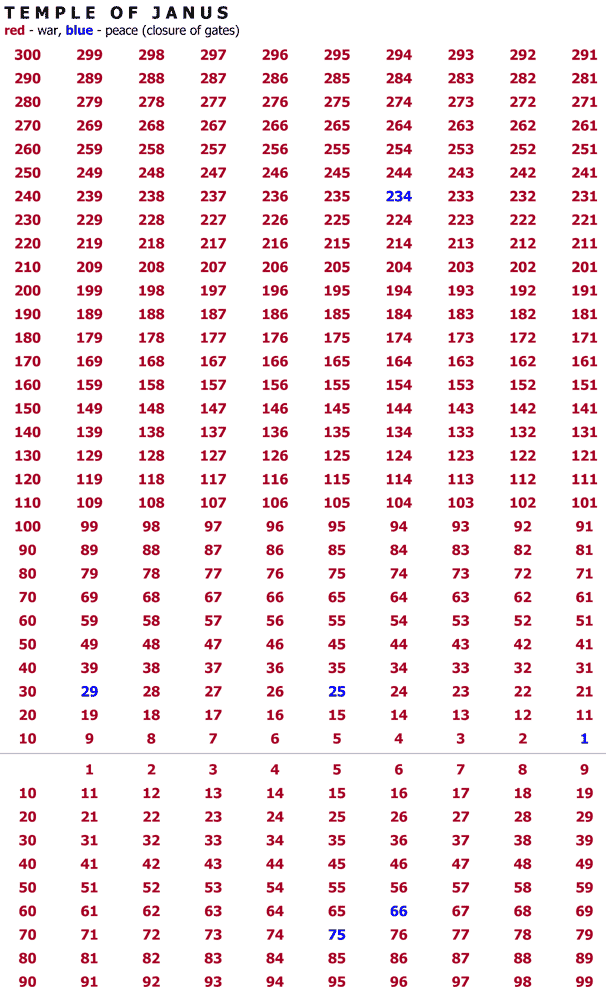 TEMPLE OF JANUS
red - war, blue - peace (closure of gates)
300 299 298 297 296 295 294 293 292 291
290 289 288 287 286 285 284 283 282 281
280 279 278 277 276 275 274 273 272 271
270 269 268 267 266 265 264 263 262 261
260 259 258 257 256 255 254 253 252 251
250 249 248 247 246 245 244 243 242 241
240 239 238 237 236 235 234 233 232 231
230 229 228 227 226 225 224 223 222 221
220 219 218 217 216 215 214 213 212 211
210 209 208 207 206 205 204 203 202 201
200 199 198 197 196 195 194 193 192 191
190 189 188 187 186 185 184 183 182 181
180 179 178 177 176 175 174 173 172 171
170 169 168 167 166 165 164 163 162 161
160 159 158 157 156 155 154 153 152 151
150 149 148 147 146 145 144 143 142 141
140 139 138 137 136 135 134 133 132 131
130 129 128 127 126 125 124 123 122 121
120 119 118 117 116 115 114 113 112 111
110 109 108 107 106 105 104 103 102 101
100 99 98 97 96 95 94 93 92 91
90 89 88 87 86 85 84 83 82 81
80 79 78 77 76 75 74 73 72 71
70 69 68 67 66 65 64 63 62 61
60 59 58 57 56 55 54 53 52 51
50 49 48 47 46 45 44 43 42 41
40 39 38 37 36 35 34 33 32 31
30 29 28 27 26 25 24 23 22 21
20 19 18 17 16 15 14 13 12 11
10 9 8 7 6 5 4 3 2 1
1 2 3 4 5 6 7 8 9
10 11 12 13 14 15 16 17 18 19
20 21 22 23 24 25 26 27 28 29
30 31 32 33 34 35 36 37 38 39
40 41 42 43 44 45 46 47 48 49
50 51 52 53 54 55 56 57 58 59
60 61 62 63 64 65 66 67 68 69
70 71 72 73 74 75 76 77 78 79
80 81 82 83 84 85 86 87 88 89
90 91 92 93 94 95 96 97 98 99